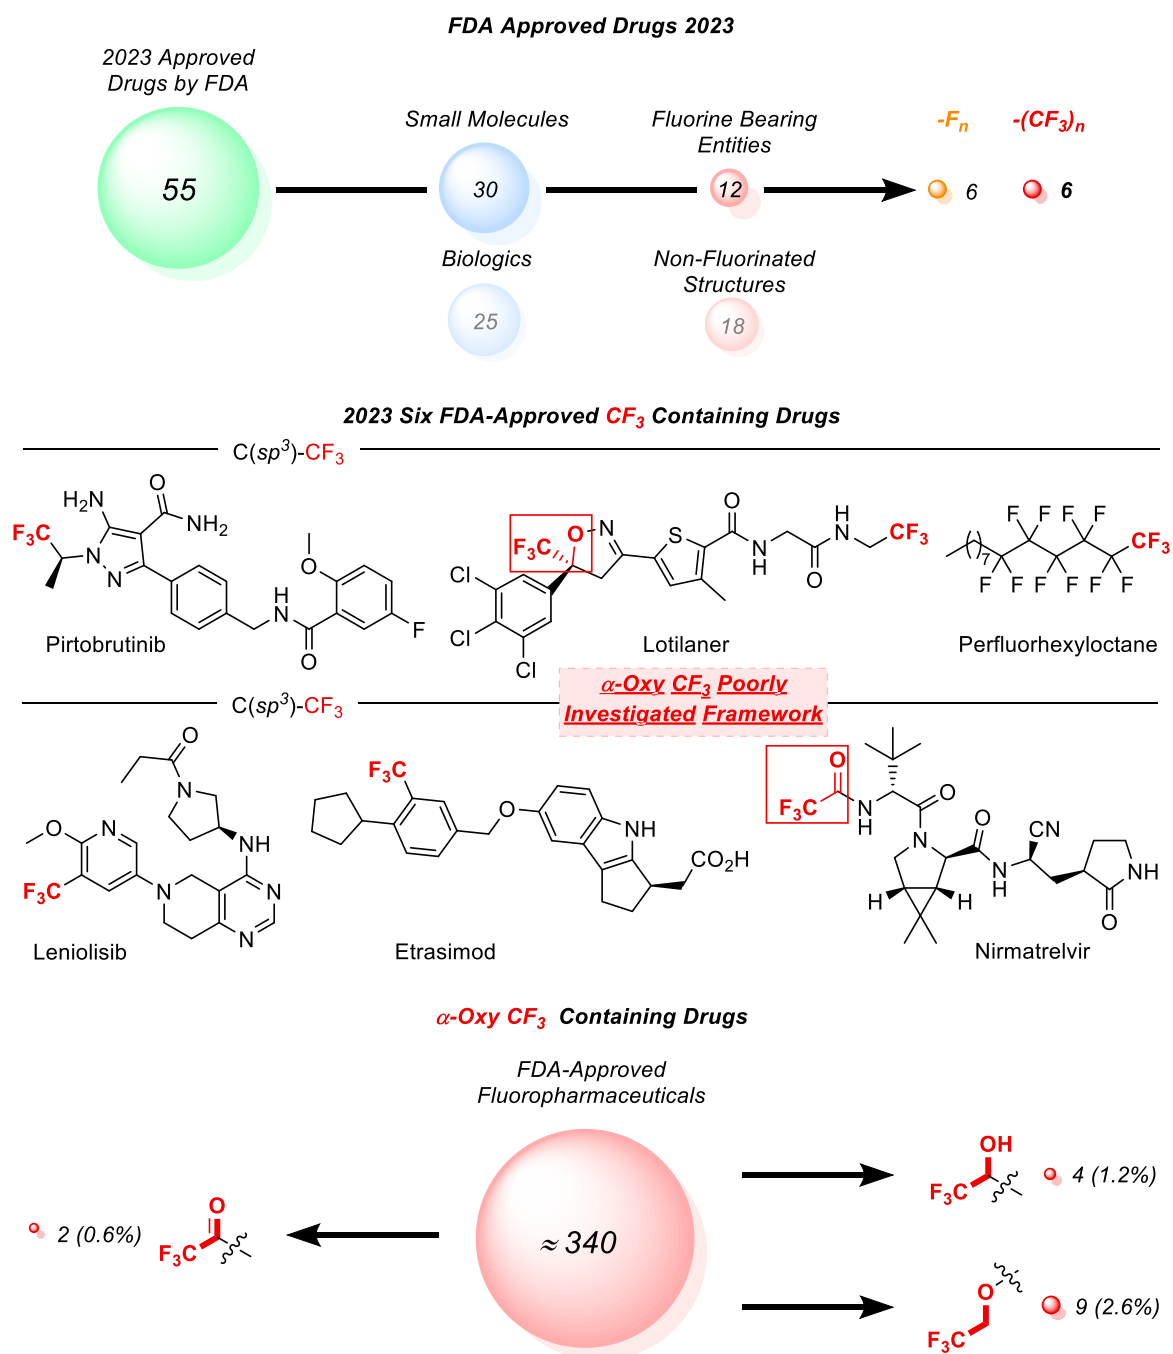 FDA Approved Drugs 2023
2023 Approved
Drugs by FDA
Small Molecules
Fluorine Bearing
Entities
-Fn
-(CF3)n
55
30
12
6
6
Biologics
Non-Fluorinated
Structures
25
18
2023 Six FDA-Approved CF3 Containing Drugs
C(sp3)-CF3
H2N
O
NH2
F3C
N
N
O
H
N
O
F
Pirtobrutinib
O
N
F3C
S
O
N
H
O
H
N
CF3
Cl
Cl
Cl
Lotilaner
F F F F
CF3
7
F F F F F F
Perfluorhexyloctane
C(sp3)-CF3
α-Oxy CF3 Poorly
Investigated Framework
O
N
O
N
F3C
N
NH
N
N
Leniolisib
F3C
O
NH
CO2H
Etrasimod
O
F3C
N
H
O
N
O
CN
N
H
NH
O
H
H
Nirmatrelvir
α-Oxy CF3 Containing Drugs
FDA-Approved
Fluoropharmaceuticals
OH
F3C
4 (1.2%)
2 (0.6%)
O
F3C
≈ 340
O
F3C
9 (2.6%)